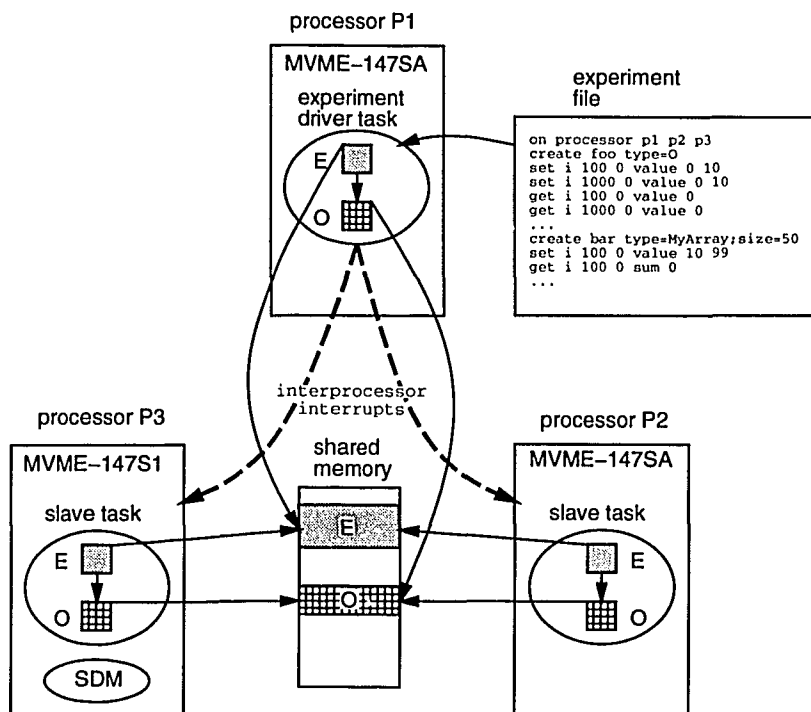 processor P1
MVME-147SA
experiment
driver task
E
O
experiment
file
on processor p1 p2 p3
create foo type=O
set i 100 0 value 0 10
set i 1000 0 value 0 10
get i 100 0 value 0
get i 1000 0 value 0
...
create bar type=MyArray;size=50
set i 100 0 value 10 99
get i 100 0 sum 0
...
interprocessor
interrupts
processor P3
MVME-147S1
slave task
E
O
SDM
shared
memory
E
O
processor P2
MVME-147SA
slave task
E
O